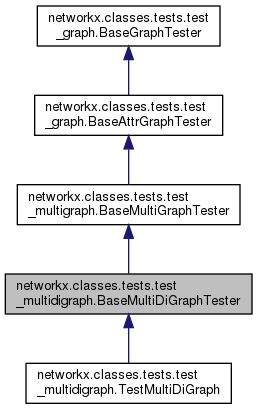 networkx.classes.tests.test
_graph.BaseGraphTester
networkx.classes.tests.test
_graph.BaseAttrGraphTester
networkx.classes.tests.test
_multigraph.BaseMultiGraphTester
networkx.classes.tests.test
_multidigraph.BaseMultiDiGraphTester
networkx.classes.tests.test
_multidigraph.TestMultiDiGraph